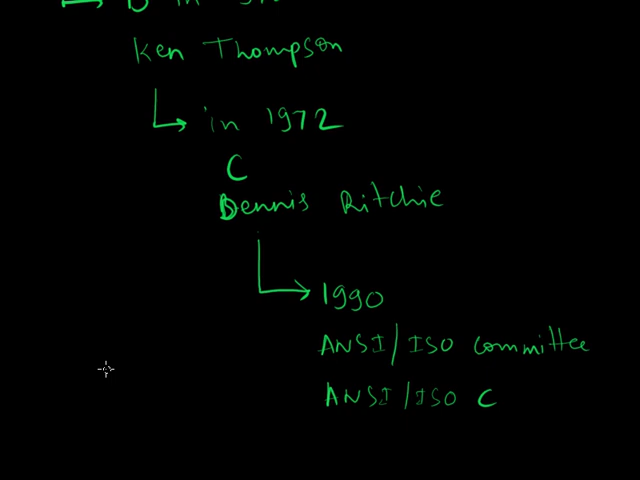 Ken Thompson
in 1972
C
Dennis Ritchie
1990
ANSI/ISO committee
ANSI/ISO C